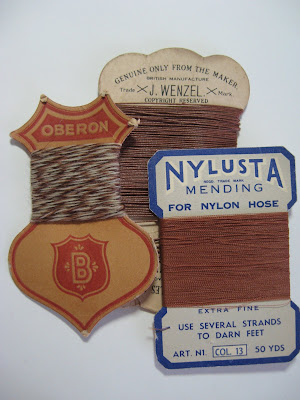 GENUINE ONLY FROM THE MAKER
BRITISH MANUFACTURE
Trade J. WENZEL. Mark.
COPYRIGHT RESERVED
OBERON
B
NYLUSTA
REGD. TRADE MARK
MENDING
FOR NYLON HOSE
EXTRA FINE
USE SEVERAL STRANDS
TO DARN FEET
ART. N1 COL. 13 50 YDS